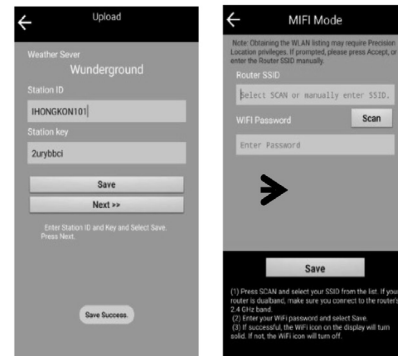 Upload
Weather Sever
Wunderground
Station ID
IHONGKON101
Station key
2urybbci
Save
Next >>
Enter Station ID and Key and Select Save.
Press Next.
Save Success.
MIFI Mode
Note: Obtaining the WLAN listing may require Precision
Location privileges. If prompted, please press Accept, or
enter the Router SSID manually.
Router SSID
Select SCAN or manually enter SSID.
WIFI Password
Scan
Enter Password
Save
(1) Press SCAN and select your SSID from the list. If your
router is dualband, make sure you connect to the router's
2.4 GHz band.
(2) Enter your WiFi password and select Save.
(3) If successful, the WiFi icon on the display will turn
solid. If not, the WiFi icon will turn off.